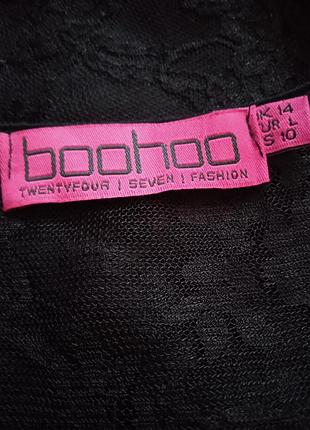 boohoo
TWENTYFOUR | SEVEN | FASHION
UK 14
EUR L
US 10